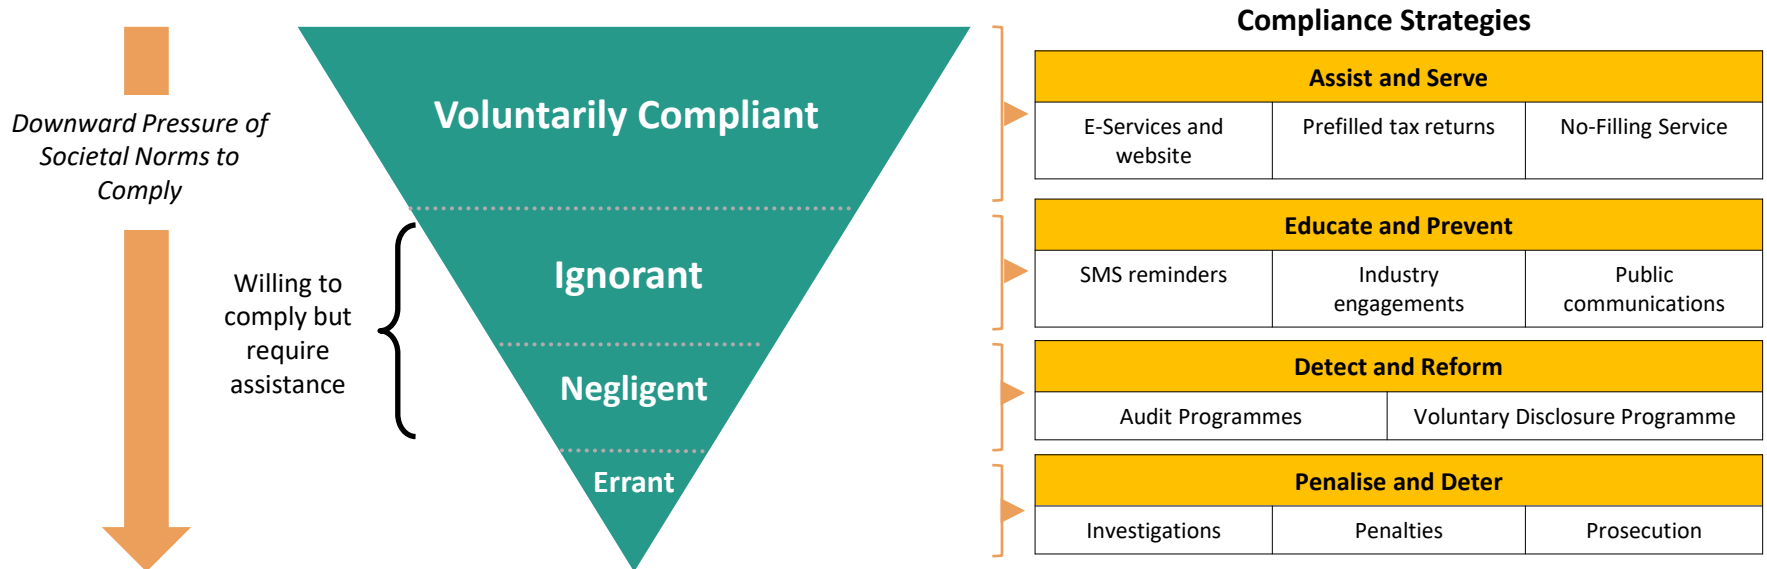 Compliance Strategies
Downward Pressure of
Societal Norms to
Comply
Voluntarily Compliant
Assist and Serve
E-Services and
website
Prefilled tax returns
No-Filling Service
Willing to
comply but
require
assistance
Ignorant
Educate and Prevent
SMS reminders
Industry
engagements
Public
communications
Negligent
Detect and Reform
Audit Programmes
Voluntary Disclosure Programme
Errant
Penalise and Deter
Investigations
Penalties
Prosecution